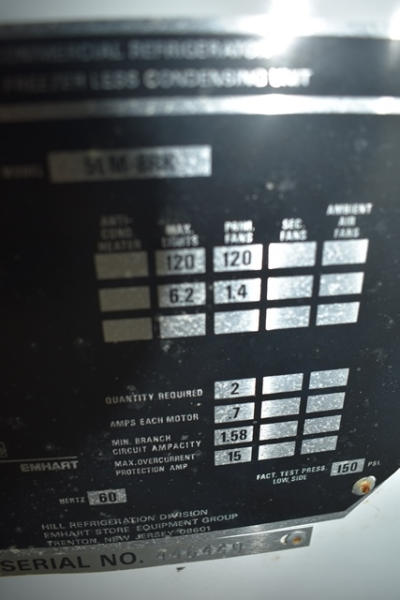 COMMERCIAL REFRIGERATOR
FREEZER LESS CONDENSING UNIT
MODEL
ANTI-COND. HEATER MAX. LIGHTS PRIM. FANS SEC. FANS AMBIENT AIR FANS
120 120
6.2 1.4
QUANTITY REQUIRED 2
AMPS EACH MOTOR .7
MIN. BRANCH CIRCUIT AMPACITY 1.58
MAX. OVERCURRENT PROTECTION AMP 15
EMHART
FACT. TEST PRESS. LOW SIDE 150 PSI.
HERTZ 60
HILL REFRIGERATION DIVISION
EMHART STORE EQUIPMENT GROUP
TRENTON, NEW JERSEY 08601
SERIAL NO.